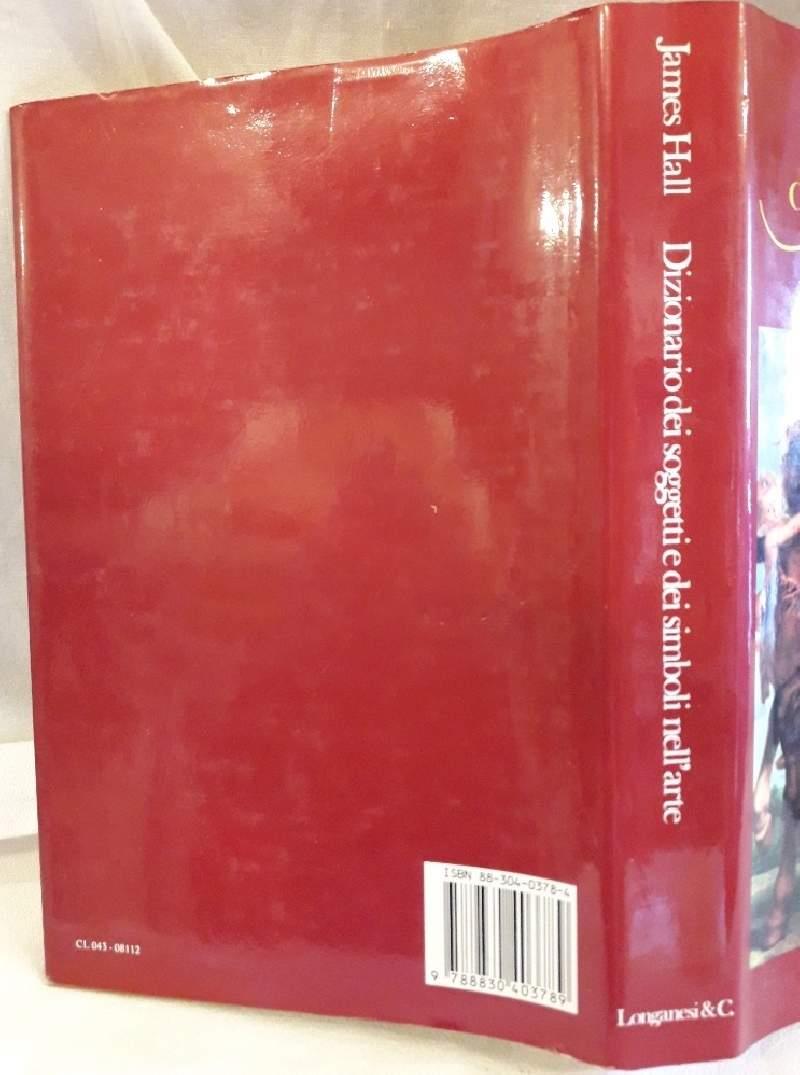 James Hall Dizionario dei soggetti e dei simboli nell'arte
Longanesi & C.
CL 043 - 08112
ISBN 88-304-0378-4
9 788830 403789